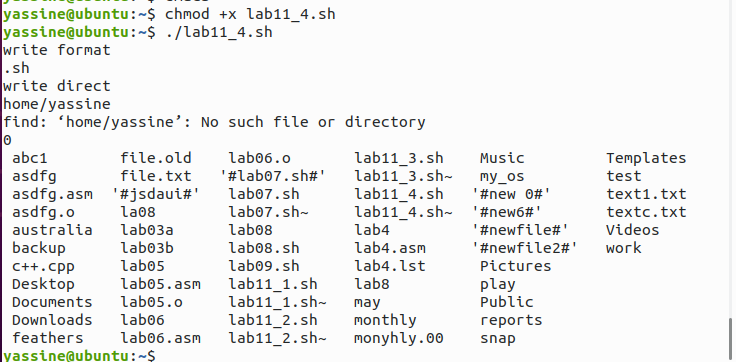 yassine@ubuntu:~$ chmod +x lab11_4.sh
yassine@ubuntu:~$ ./lab11_4.sh
write format
.sh
write direct
home/yassine
find: ‘home/yassine’: No such file or directory
0
abc1 file.old lab06.o lab11_3.sh Music Templates
asdfg file.txt '#lab07.sh#' lab11_3.sh~ my_os test
asdfg.asm '#jsdaui#' lab07.sh lab11_4.sh '#new 0#' text1.txt
asdfg.o la08 lab07.sh~ lab11_4.sh~ '#new6#' textc.txt
australia lab03a lab08 lab4 '#newfile#' Videos
backup lab03b lab08.sh lab4.asm '#newfile2#' work
c++.cpp lab05 lab09.sh lab4.lst Pictures
Desktop lab05.asm lab11_1.sh lab8 play
Documents lab05.o lab11_1.sh~ may Public
Downloads lab06 lab11_2.sh monthly reports
feathers lab06.asm lab11_2.sh~ monyhly.00 snap
yassine@ubuntu:~$